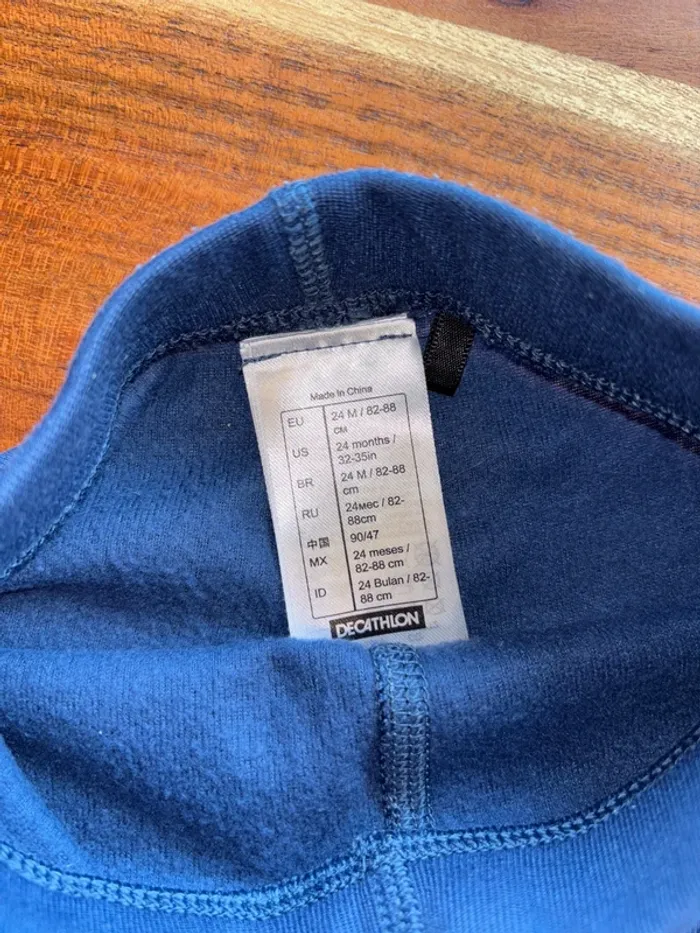 Made in China
EU 24 M / 82-88
CM
US 24 months /
32-35in
BR 24 M / 82-88
cm
RU 24мес / 82-
88cm
中国 90/47
MX 24 meses /
82-88 cm
ID 24 Bulan / 82-
88 cm
DECATHLON